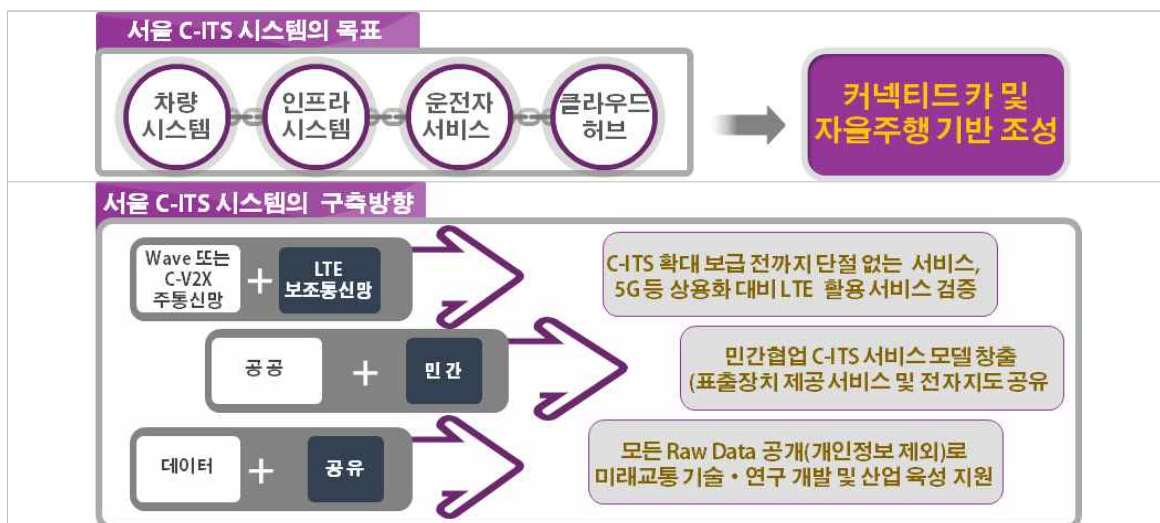 서울 C-ITS 시스템의 목표
차량
시스템
인프라
시스템
운전자
서비스
클라우드
허브
커넥티드 카 및
자율주행 기반 조성
서울 C-ITS 시스템의 구축방향
Wave 또는
C-V2X
주통신망
+
LTE
보조통신망
C-ITS 확대 보급 전까지 단절 없는 서비스,
5G 등 상용화 대비 LTE 활용 서비스 검증
공공
+
민간
민간협업 C-ITS 서비스 모델 창출
(표출장치 제공 서비스 및 전자지도 공유
데이터
+
공유
모든 Raw Data 공개(개인정보 제외)로
미래교통 기술・연구 개발 및 산업 육성 지원